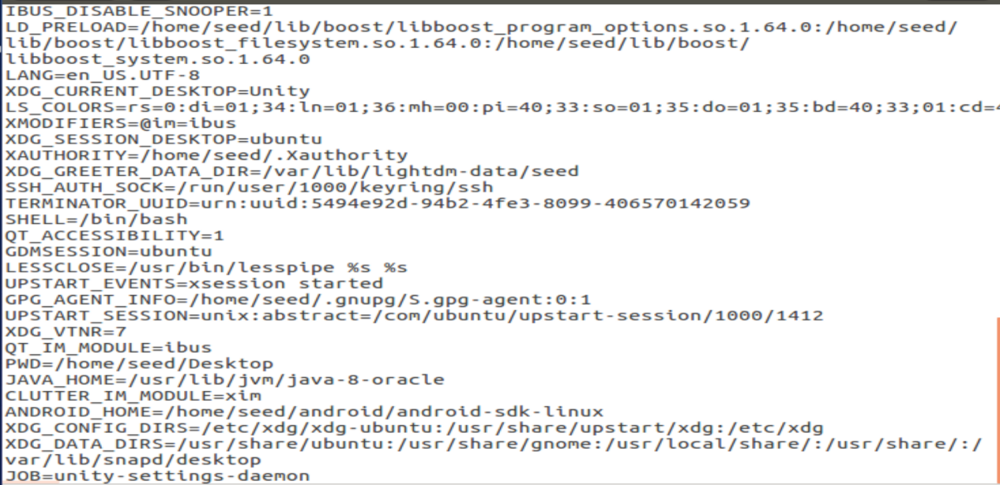 IBUS_DISABLE_SNOOPER=1
LD_PRELOAD=/home/seed/lib/boost/libboost_program_options.so.1.64.0:/home/seed/
lib/boost/libboost_filesystem.so.1.64.0:/home/seed/lib/boost/
libboost_system.so.1.64.0
LANG=en_US.UTF-8
XDG_CURRENT_DESKTOP=Unity
LS_COLORS=rs=0:di=01;34:ln=01;36:mh=00:pi=40;33:so=01;35:do=01;35:bd=40;33;01:cd=4
XMODIFIERS=@im=ibus
XDG_SESSION_DESKTOP=ubuntu
XAUTHORITY=/home/seed/.Xauthority
XDG_GREETER_DATA_DIR=/var/lib/lightdm-data/seed
SSH_AUTH_SOCK=/run/user/1000/keyring/ssh
TERMINATOR_UUID=urn:uuid:5494e92d-94b2-4fe3-8099-406570142059
SHELL=/bin/bash
QT_ACCESSIBILITY=1
GDMSESSION=ubuntu
LESSCLOSE=/usr/bin/lesspipe %s %s
UPSTART_EVENTS=xsession started
GPG_AGENT_INFO=/home/seed/.gnupg/S.gpg-agent:0:1
UPSTART_SESSION=unix:abstract=/com/ubuntu/upstart-session/1000/1412
XDG_VTNR=7
QT_IM_MODULE=ibus
PWD=/home/seed/Desktop
JAVA_HOME=/usr/lib/jvm/java-8-oracle
CLUTTER_IM_MODULE=xim
ANDROID_HOME=/home/seed/android/android-sdk-linux
XDG_CONFIG_DIRS=/etc/xdg/xdg-ubuntu:/usr/share/upstart/xdg:/etc/xdg
XDG_DATA_DIRS=/usr/share/ubuntu:/usr/share/gnome:/usr/local/share/:/usr/share/:/
var/lib/snapd/desktop
JOB=unity-settings-daemon